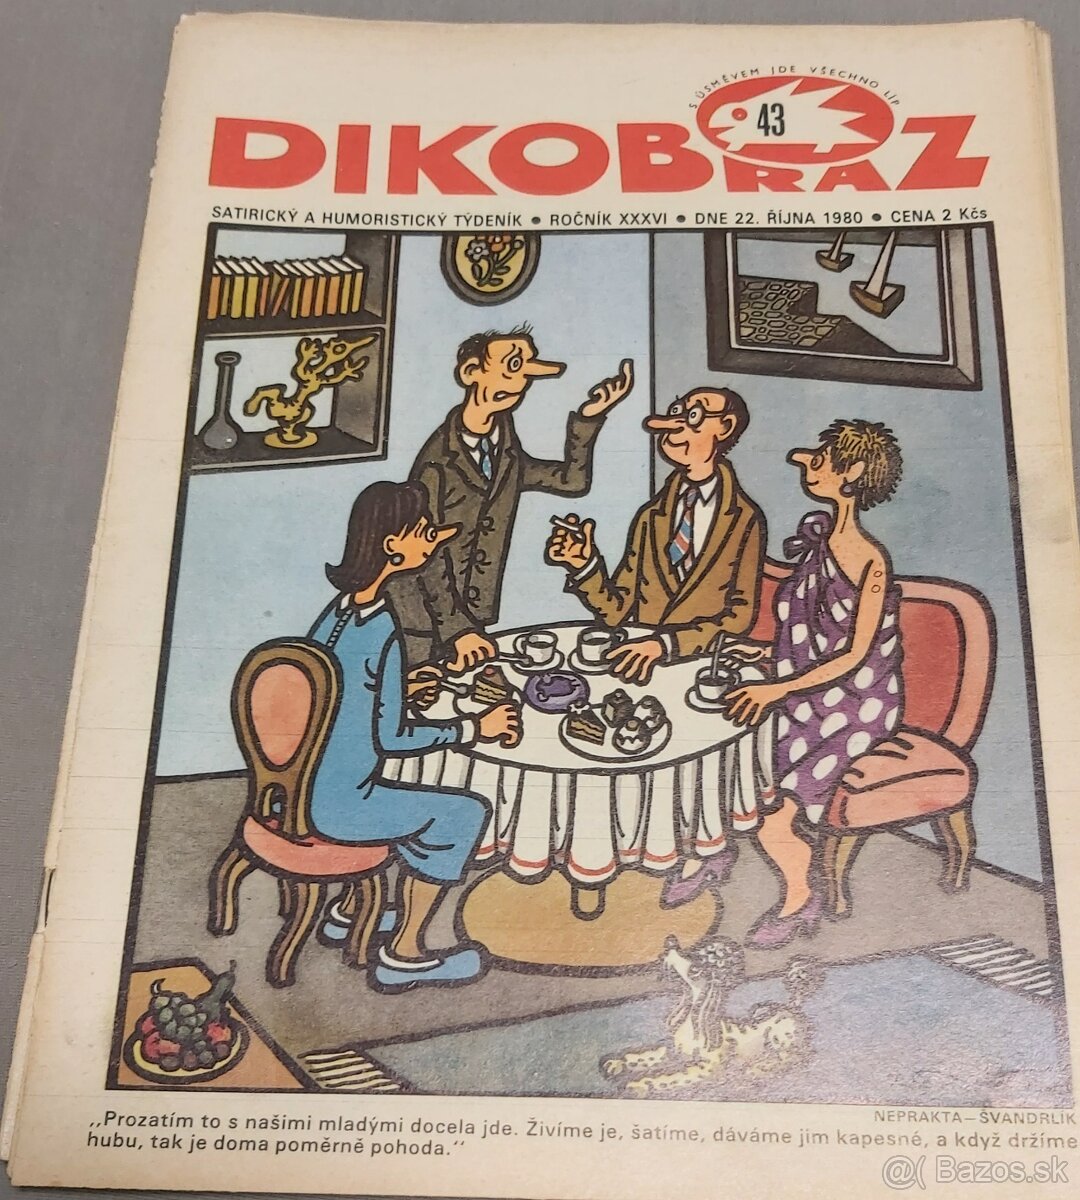 S ÚSMĚVEM JDE VŠECHNO LÍP
43
DIKOBRAZ
SATIRICKÝ A HUMORISTICKÝ TÝDENÍK ● ROČNÍK XXXVI ● DNE 22. ŘÍJNA 1980 ● CENA 2 Kčs
NEPRAKTA—ŠVANDRLÍK
„Prozatím to s našimi mladými docela jde. Živíme je, šatíme, dáváme jim kapesné, a když držíme
hubu, tak je doma poměrně pohoda.“
@( Bazos.sk